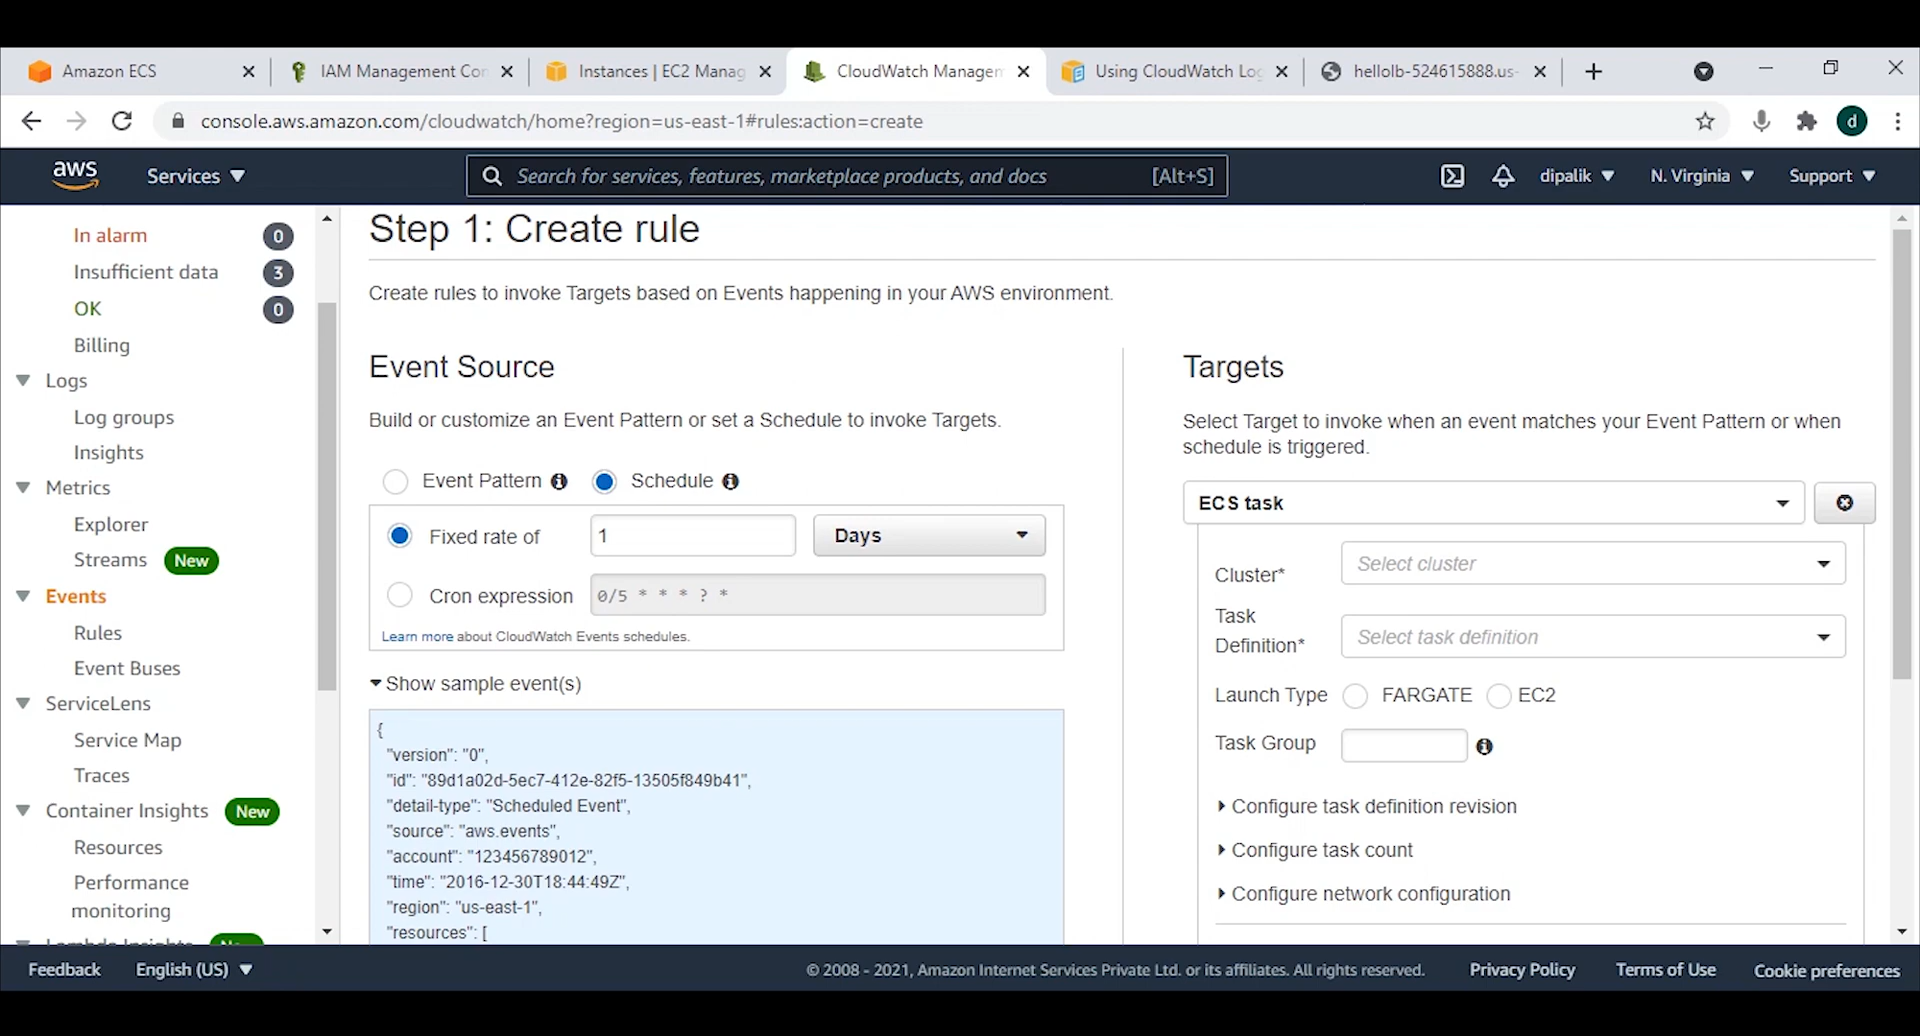 Amazon ECS
IAM Management Con
Instances | EC2 Manag
CloudWatch Managem
Using CloudWatch Log
hellolb-524615888.us-
console.aws.amazon.com/cloudwatch/home?region=us-east-1#rules:action=create
d
aws
Services
Search for services, features, marketplace products, and docs
[Alt+S]
dipalik
N. Virginia
Support
In alarm 0
Insufficient data 3
OK 0
Billing
Logs
Log groups
Insights
Metrics
Explorer
Streams New
Events
Rules
Event Buses
ServiceLens
Service Map
Traces
Container Insights New
Resources
Performance
monitoring
Lambda Insights New
Step 1: Create rule
Create rules to invoke Targets based on Events happening in your AWS environment.
Event Source
Build or customize an Event Pattern or set a Schedule to invoke Targets.
Event Pattern Schedule
Fixed rate of 1 Days
Cron expression 0/5 * * * ? *
Learn more about CloudWatch Events schedules.
Show sample event(s)
{
"version": "0",
"id": "89d1a02d-5ec7-412e-82f5-13505f849b41",
"detail-type": "Scheduled Event",
"source": "aws.events",
"account": "123456789012",
"time": "2016-12-30T18:44:49Z",
"region": "us-east-1",
"resources": [
Targets
Select Target to invoke when an event matches your Event Pattern or when
schedule is triggered.
ECS task
Cluster* Select cluster
Task
Definition* Select task definition
Launch Type FARGATE EC2
Task Group
Configure task definition revision
Configure task count
Configure network configuration
Feedback
English (US)
© 2008 - 2021, Amazon Internet Services Private Ltd. or its affiliates. All rights reserved.
Privacy Policy
Terms of Use
Cookie preferences